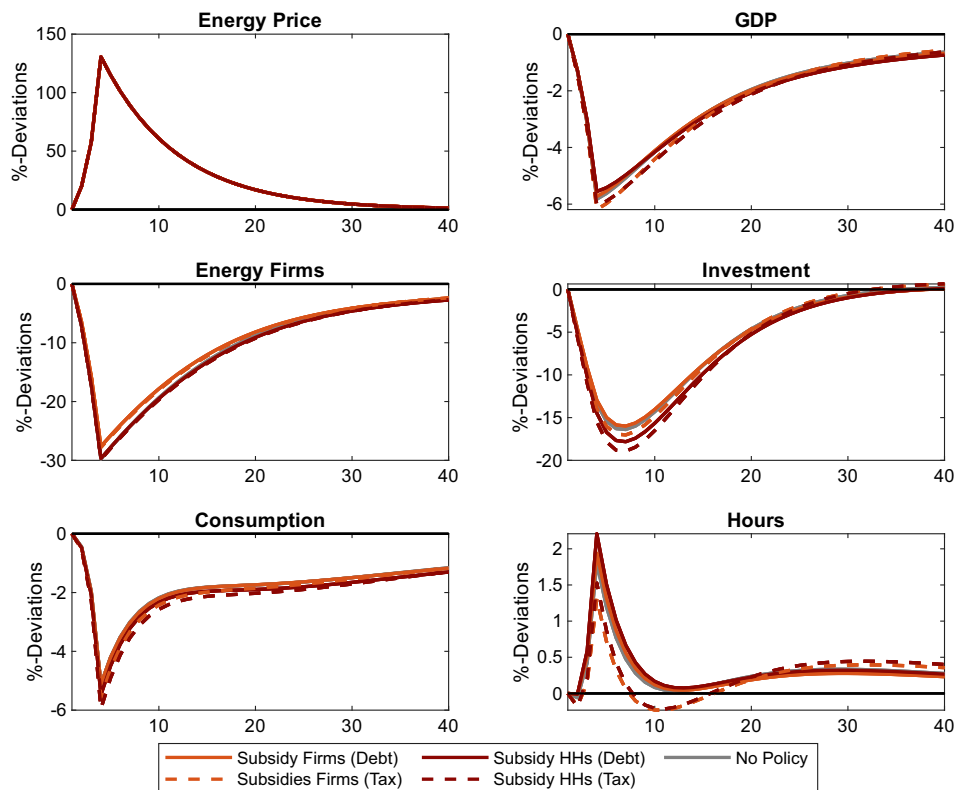 Energy Price
%-Deviations
150
100
50
0
10
20
30
40
GDP
%-Deviations
0
-2
-4
-6
10
20
30
40
Energy Firms
%-Deviations
0
-10
-20
-30
10
20
30
40
Investment
%-Deviations
0
-5
-10
-15
-20
10
20
30
40
Consumption
%-Deviations
0
-2
-4
-6
10
20
30
40
Hours
%-Deviations
2
1.5
1
0.5
0
10
20
30
40
Subsidy Firms (Debt)
Subsidy HHs (Debt)
No Policy
Subsidies Firms (Tax)
Subsidy HHs (Tax)